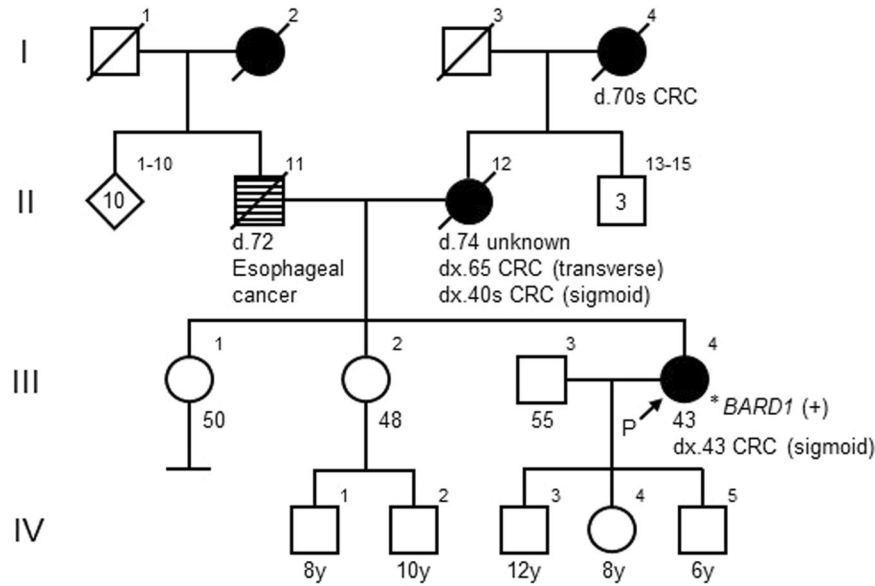 1 2 3 4
I
d.70s CRC
1-10 11 12 13-15
II
10 3
d.72
Esophageal
cancer
d.74 unknown
dx.65 CRC (transverse)
dx.40s CRC (sigmoid)
1 2 3 4
III
* BARD1 (+)
50 48 55 P 43
dx.43 CRC (sigmoid)
1 2 3 4 5
IV
8y 10y 12y 8y 6y